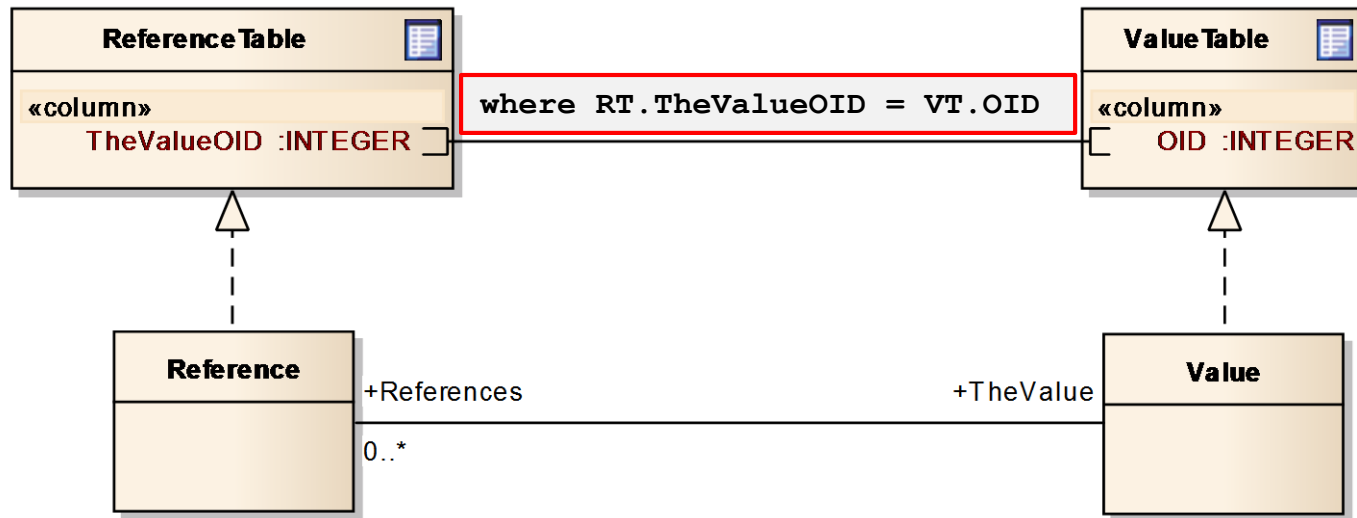 ReferenceTable
ValueTable
«column»
where RT.TheValueOID = VT.OID
«column»
TheValueOID :INTEGER
OID :INTEGER
Reference
Value
+References
+TheValue
0..*